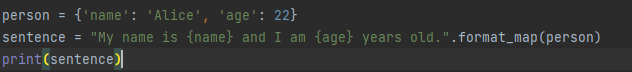 person = {'name': 'Alice', 'age': 22}
sentence = "My name is {name} and I am {age} years old.".format_map(person)
print(sentence)